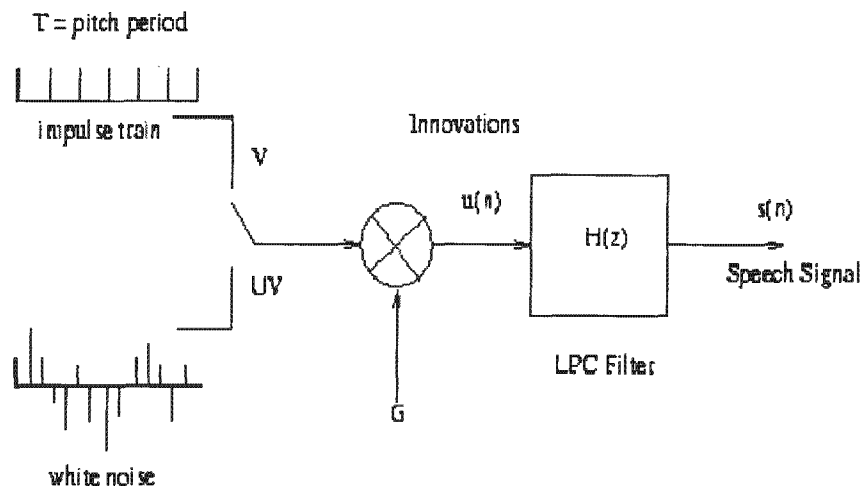 T = pitch period
impulse train
Innovations
V
u(n)
s(n)
H(z)
UV
Speech Signal
LPC Filter
G
white noise